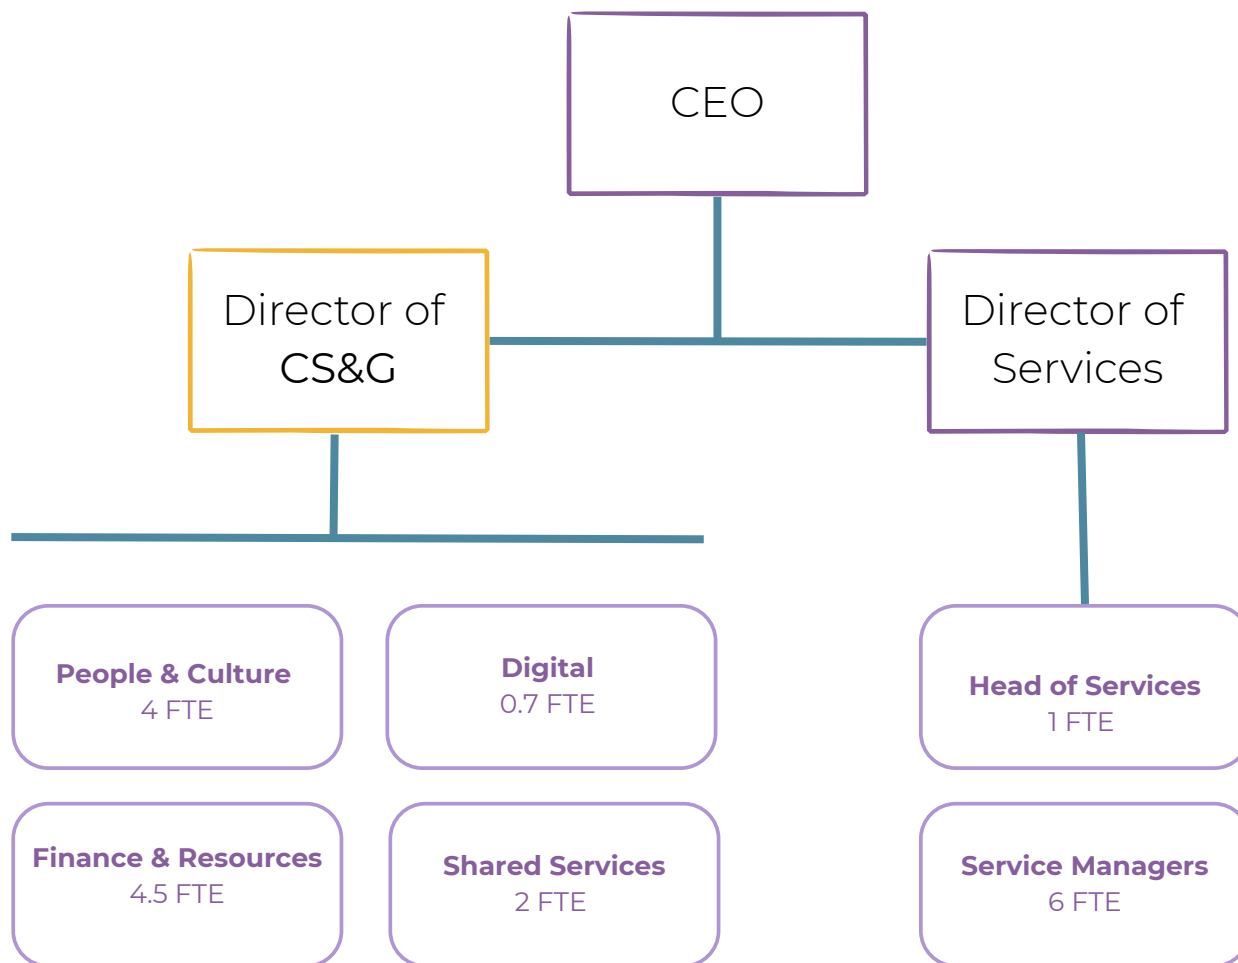 CEO
Director of
CS&G
Director of
Services
People & Culture
4 FTE
Digital
0.7 FTE
Head of Services
1 FTE
Finance & Resources
4.5 FTE
Shared Services
2 FTE
Service Managers
6 FTE